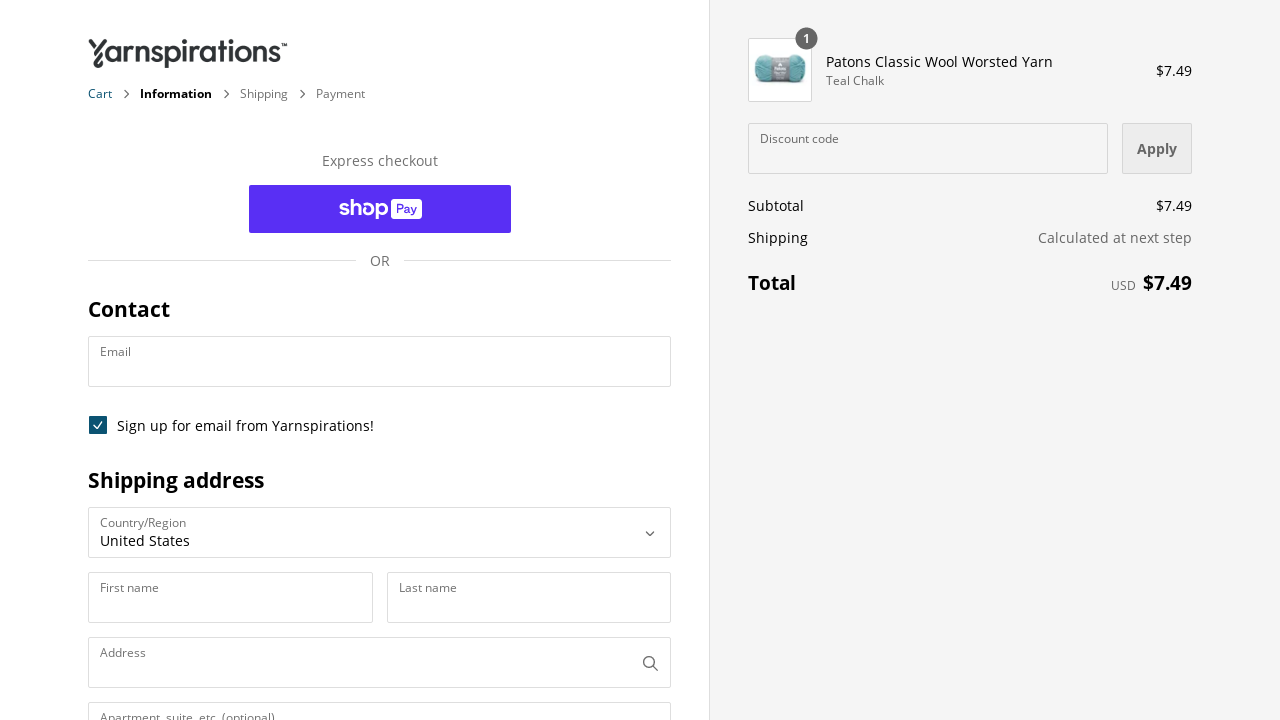 Yarnspirations™
Cart
Information
Shipping
Payment
Express checkout
shop Pay
OR
Contact
Email
Sign up for email from Yarnspirations!
Shipping address
Country/Region
United States
First name
Last name
Address
Apartment, suite, etc. (optional)
1
Patons Classic Wool Worsted Yarn
Teal Chalk
$7.49
Patons
Discount code
Apply
Subtotal
$7.49
Shipping
Calculated at next step
Total
USD $7.49